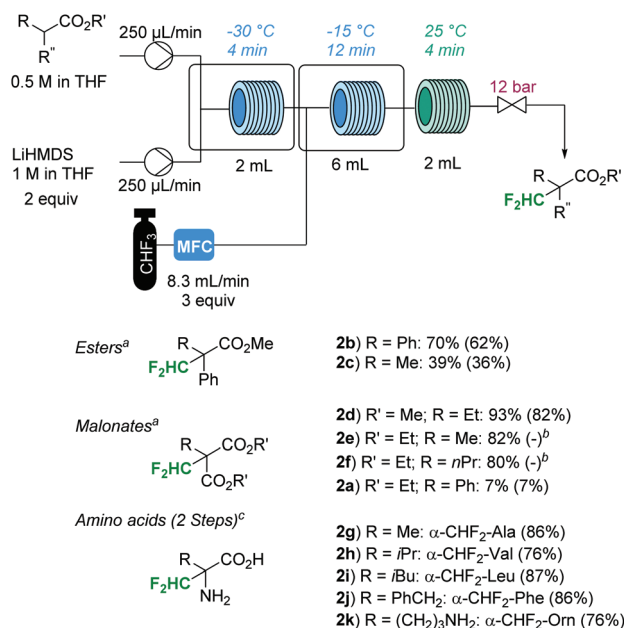 R CO₂R'
R"
0.5 M in THF
250 µL/min
-30 °C
4 min
-15 °C
12 min
25 °C
4 min
12 bar
2 mL
6 mL
2 mL
LiHMDS
1 M in THF
2 equiv
250 µL/min
CHF₃
MFC
8.3 mL/min
3 equiv
R CO₂R'
F₂HC
R"
Estersᵃ
R CO₂Me
F₂HC
Ph
2b) R = Ph: 70% (62%)
2c) R = Me: 39% (36%)
Malonatesᵃ
R CO₂R'
F₂HC
CO₂R'
2d) R' = Me; R = Et: 93% (82%)
2e) R' = Et; R = Me: 82% (-)ᵇ
2f) R' = Et; R = nPr: 80% (-)ᵇ
2a) R' = Et; R = Ph: 7% (7%)
Amino acids (2 Steps)ᶜ
R CO₂H
F₂HC
NH₂
2g) R = Me: α-CHF₂-Ala (86%)
2h) R = iPr: α-CHF₂-Val (76%)
2i) R = iBu: α-CHF₂-Leu (87%)
2j) R = PhCH₂: α-CHF₂-Phe (86%)
2k) R = (CH₂)₃NH₂: α-CHF₂-Orn (76%)